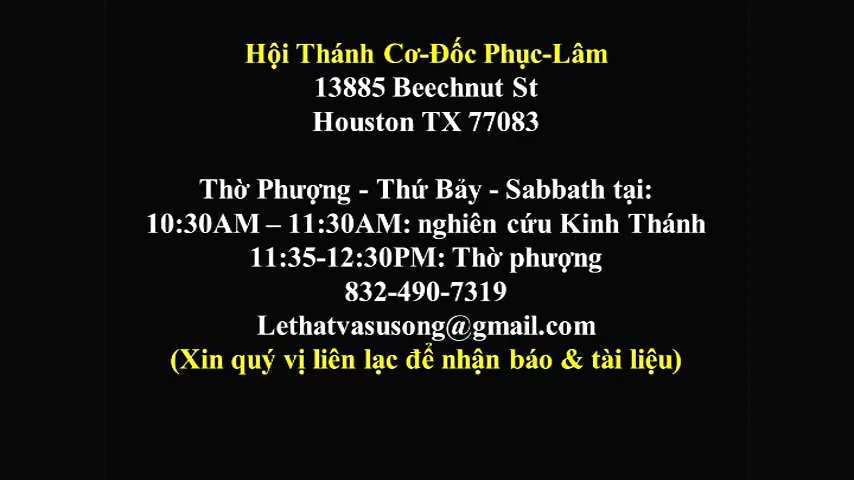 Hội Thánh Cơ-Đốc Phục-Lâm
13885 Beechnut St
Houston TX 77083
Thờ Phượng - Thứ Bảy - Sabbath tại:
10:30AM – 11:30AM: nghiên cứu Kinh Thánh
11:35-12:30PM: Thờ phượng
832-490-7319
Lethatvasusong@gmail.com
(Xin quý vị liên lạc để nhận báo & tài liệu)